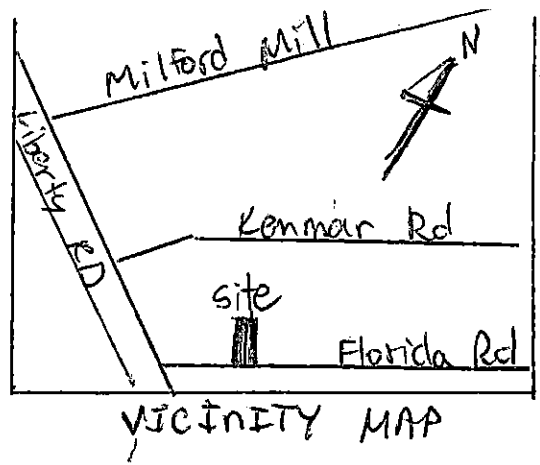 Milford Mill
N
Liberty RD
Kenmar Rd
site
Florida Rd
VICINITY MAP